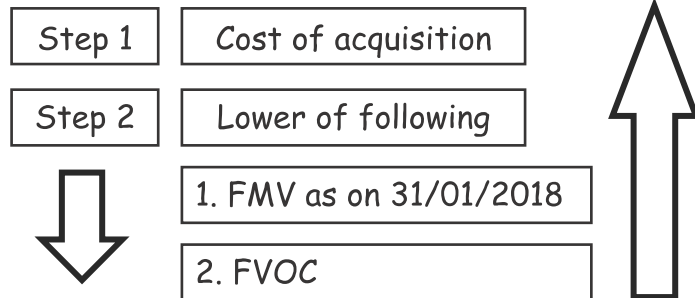 Step 1 Cost of acquisition
Step 2 Lower of following
1. FMV as on 31/01/2018
2. FVOC